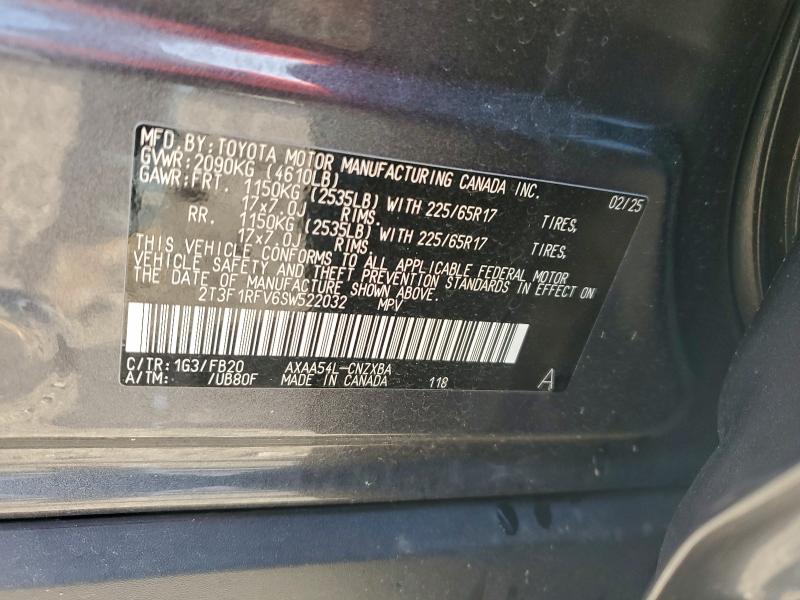 MFD. BY: TOYOTA MOTOR MANUFACTURING CANADA INC.
GVWR: 2090KG (4610LB) 02/25
GAWR: FRT. 1150KG (2535LB) WITH 225/65R17 TIRES,
17x7.0J RIMS.
RR. 1150KG (2535LB) WITH 225/65R17 TIRES,
17x7.0J RIMS.
THIS VEHICLE CONFORMS TO ALL APPLICABLE FEDERAL MOTOR
VEHICLE SAFETY AND THEFT PREVENTION STANDARDS IN EFFECT ON
THE DATE OF MANUFACTURE SHOWN ABOVE.
2T3F1RFV6SW522032 MPV
C/TR: 1G3/FB20 AXAA54L-CNZXBA
A/TM: /UB80F MADE IN CANADA 118 A